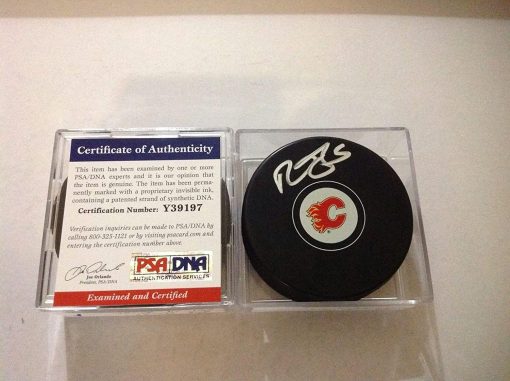 Certificate of Authenticity
This item has been examined by one or more
PSA/DNA experts and it is our opinion that
the item is genuine. The item has been perma-
nently marked with a proprietary invisible ink,
containing a patented strand of synthetic DNA.
Certification Number: Y39197
Verification inquiries can be made to PSA/DNA by
calling 800-325-1121 or by visiting psacard.com and
entering the certification number above.
Joe Orlando
President, PSA/DNA
PSA DNA
AUTHENTICATION SERVICES
Examined and Certified
C